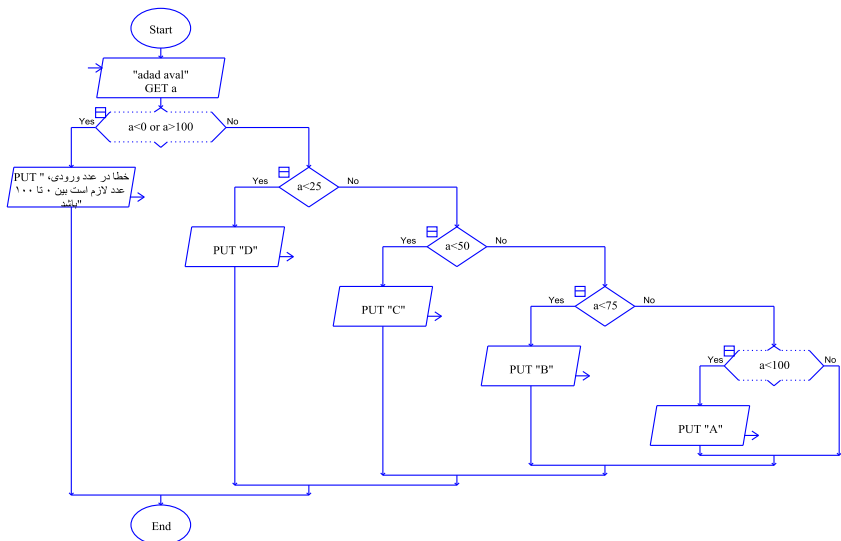 Start
"adad aval"
GET a
Yes
a<0 or a>100
No
PUT "خطا در عدد ورودی،
عدد لازم است بین ۰ تا ۱۰۰
باشد"
Yes
a<25
No
PUT "D"
Yes
a<50
No
PUT "C"
Yes
a<75
No
PUT "B"
Yes
a<100
No
PUT "A"
End